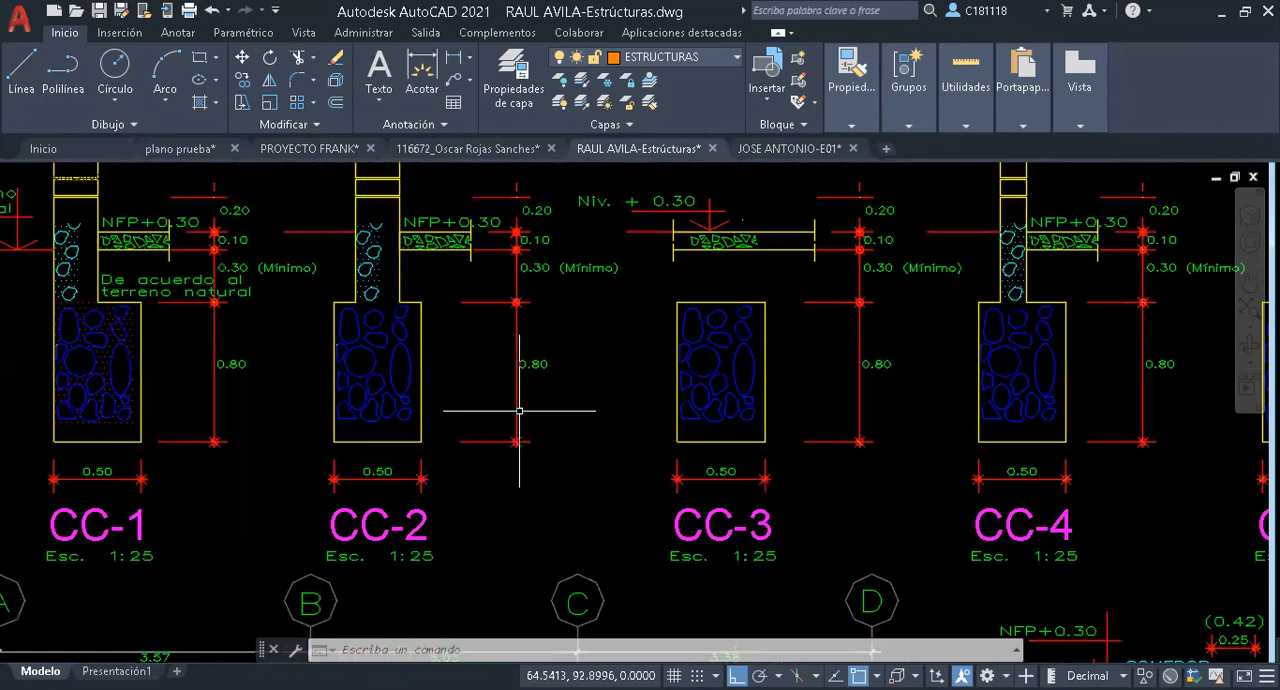 Autodesk AutoCAD 2021 RAUL AVILA-Estrúcturas.dwg
Escriba palabra clave o frase
C181118
Inicio Inserción Anotar Paramétrico Vista Administrar Salida Complementos Colaborar Aplicaciones destacadas
ESTRUCTURAS
Línea Polilínea Círculo Arco
Texto Acotar
Propiedades
de capa
Insertar
Propied... Grupos Utilidades Portapap... Vista
Dibujo Modificar Anotación Capas Bloque
Inicio plano prueba* PROYECTO FRANK* 116672_Oscar Rojas Sanches* RAUL AVILA-Estrúcturas* JOSE ANTONIO-E01*
Niv. + 0.30
0.20 0.20 0.20 0.20
NFP+0.30 NFP+0.30 NFP+0.30
0.10 0.10 0.10 0.10
0.30 (Mínimo) 0.30 (Mínimo) 0.30 (Mínimo) 0.30 (Mínimo)
De acuerdo al
terreno natural
0.80 0.80 0.80 0.80
0.50 0.50 0.50 0.50
CC-1 CC-2 CC-3 CC-4
Esc. 1:25 Esc. 1:25 Esc. 1:25 Esc. 1:25
A B C D
(0.42)
NFP+0.30
0.25
Escriba un comando
3.57
Modelo Presentación1
64.5413, 92.8996, 0.0000
Decimal